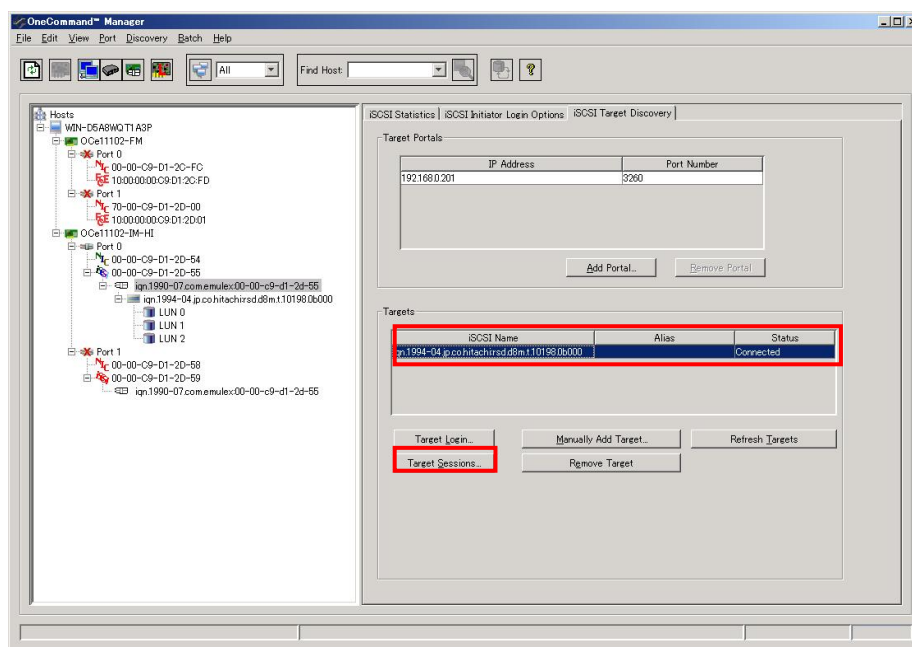 OneCommand™ Manager
File Edit View Port Discovery Batch Help
All
Find Host:
Hosts
WIN-D5A8WQT1A3P
OCe11102-FM
Port 0
00-00-C9-D1-2C-FC
10:00:00:00:C9:D1:2C:FD
Port 1
70-00-C9-D1-2D-00
10:00:00:00:C9:D1:2D:01
OCe11102-IM-HI
Port 0
00-00-C9-D1-2D-54
00-00-C9-D1-2D-55
iqn.1990-07.com.emulex:00-00-c9-d1-2d-55
iqn.1994-04.jp.co.hitachi:rsd.d8m.t.10198.0b000
LUN 0
LUN 1
LUN 2
Port 1
00-00-C9-D1-2D-58
00-00-C9-D1-2D-59
iqn.1990-07.com.emulex:00-00-c9-d1-2d-55
iSCSI Statistics iSCSI Initiator Login Options iSCSI Target Discovery
Target Portals
IP Address Port Number
192.168.0.201 3260
Add Portal... Remove Portal
Targets
iSCSI Name Alias Status
iqn.1994-04.jp.co.hitachi:rsd.d8m.t.10198.0b000 Connected
Target Login... Manually Add Target... Refresh Targets
Target Sessions... Remove Target